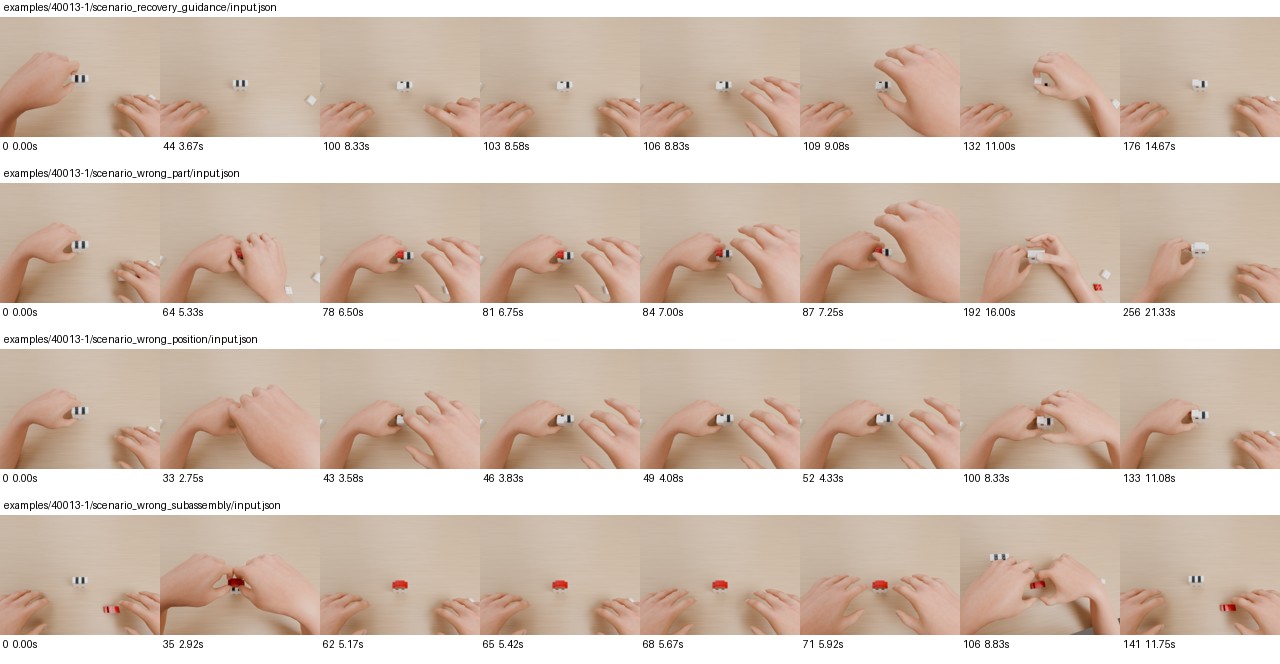 examples/40013-1/scenario_recovery_guidance/input.json
0 0.00s 44 3.67s 100 8.33s 103 8.58s 106 8.83s 109 9.08s 132 11.00s 176 14.67s
examples/40013-1/scenario_wrong_part/input.json
0 0.00s 64 5.33s 78 6.50s 81 6.75s 84 7.00s 87 7.25s 192 16.00s 256 21.33s
examples/40013-1/scenario_wrong_position/input.json
0 0.00s 33 2.75s 43 3.58s 46 3.83s 49 4.08s 52 4.33s 100 8.33s 133 11.08s
examples/40013-1/scenario_wrong_subassembly/input.json
0 0.00s 35 2.92s 62 5.17s 65 5.42s 68 5.67s 71 5.92s 106 8.83s 141 11.75s